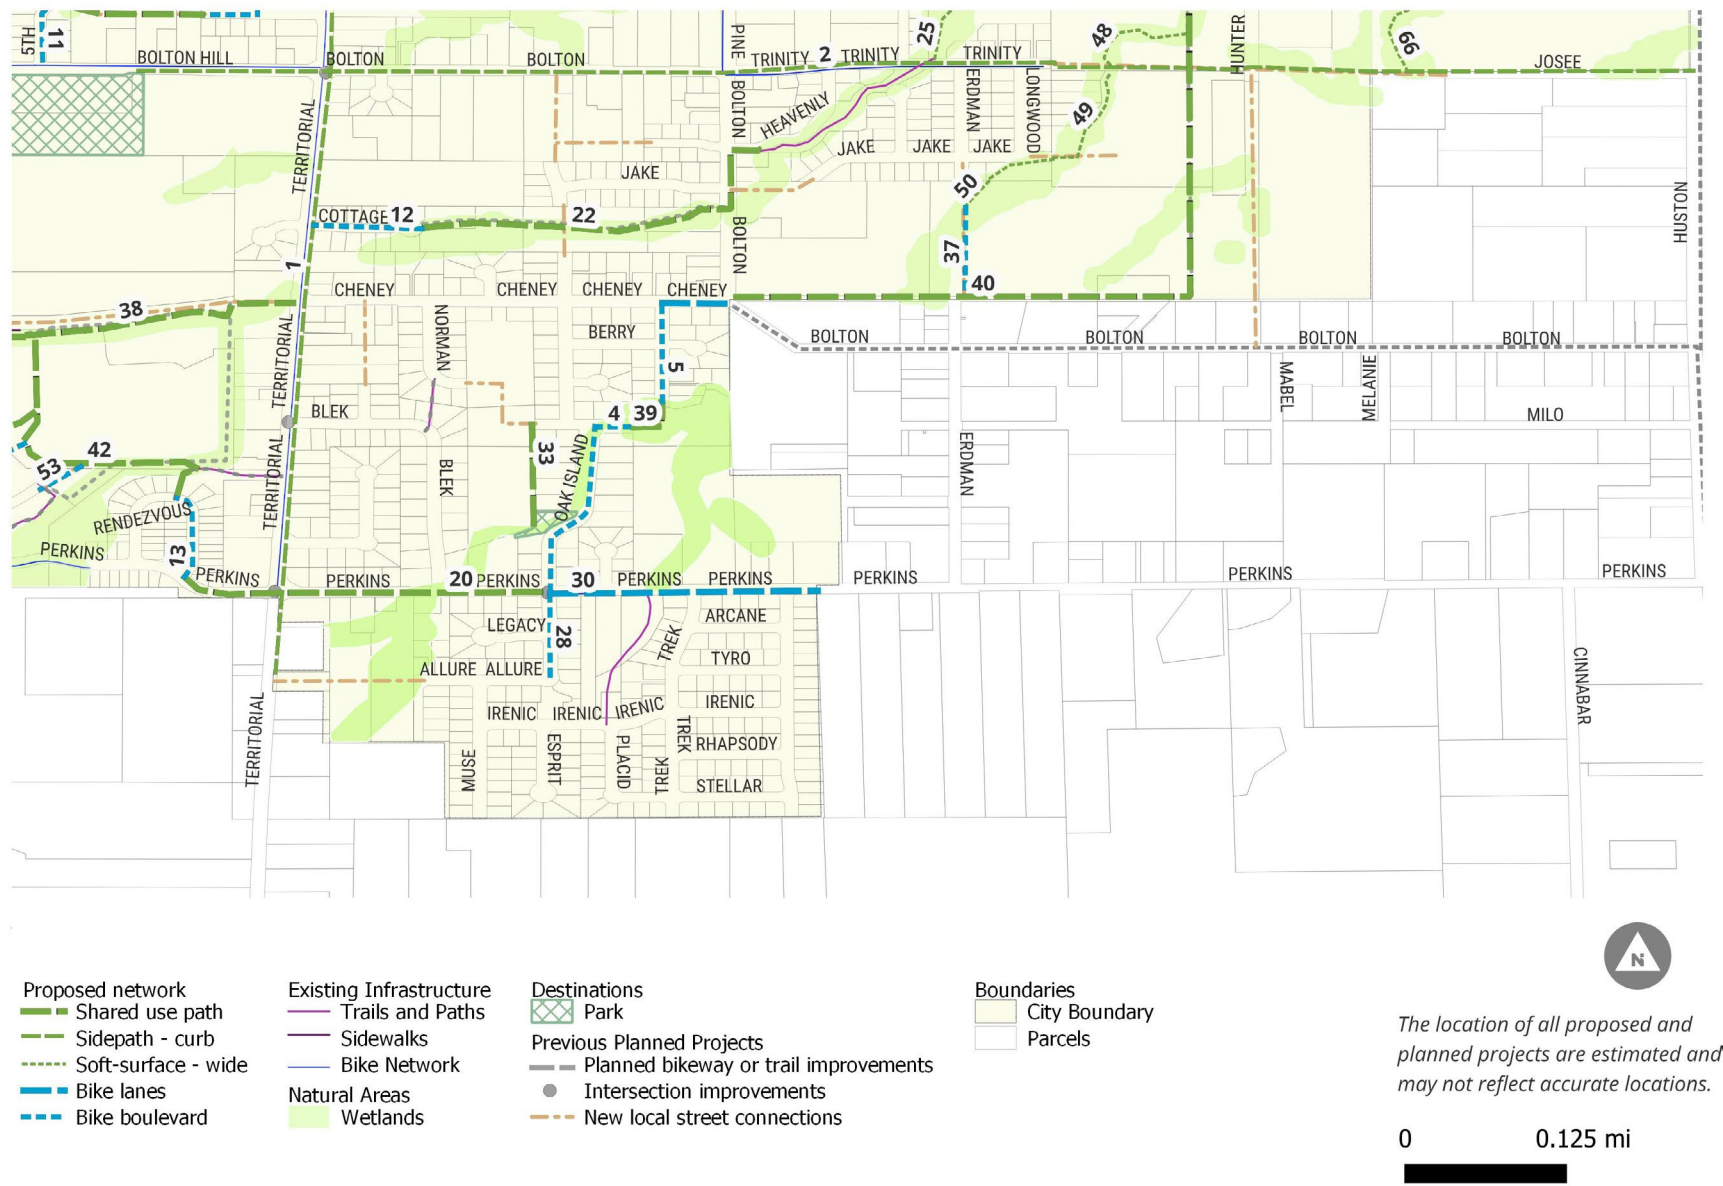 5TH
11
BOLTON HILL
BOLTON
BOLTON
PINE
TRINITY
2
TRINITY
25
TRINITY
48
HUNTER
66
JOSEE
TERRITORIAL
BOLTON
HEAVENLY
ERDMAN
LONGWOOD
49
JAKE
JAKE
JAKE
JAKE
50
HOUSTON
COTTAGE
12
22
BOLTON
37
1
CHENEY
CHENEY
CHENEY
CHENEY
40
38
NORMAN
BERRY
BOLTON
BOLTON
BOLTON
BOLTON
TERRITORIAL
5
MABEL
MELANIE
BLEK
4
39
MILO
TERRITORIAL
53
42
BLEK
33
OAK ISLAND
ERDMAN
RENDEZVOUS
PERKINS
13
PERKINS
PERKINS
20
PERKINS
30
PERKINS
PERKINS
PERKINS
PERKINS
PERKINS
LEGACY
28
TREK
ARCANE
TYRO
ALLURE
ALLURE
IRENIC
IRENIC
IRENIC
IRENIC
CINNABAR
TERRITORIAL
MUSE
ESPRIT
PLACID
TREK
TREK
RHAPSODY
STELLAR
N
Proposed network
Shared use path
Sidepath - curb
Soft-surface - wide
Bike lanes
Bike boulevard
Existing Infrastructure
Trails and Paths
Sidewalks
Bike Network
Natural Areas
Wetlands
Destinations
Park
Previous Planned Projects
Planned bikeway or trail improvements
Intersection improvements
New local street connections
Boundaries
City Boundary
Parcels
The location of all proposed and
planned projects are estimated and
may not reflect accurate locations.
0
0.125 mi